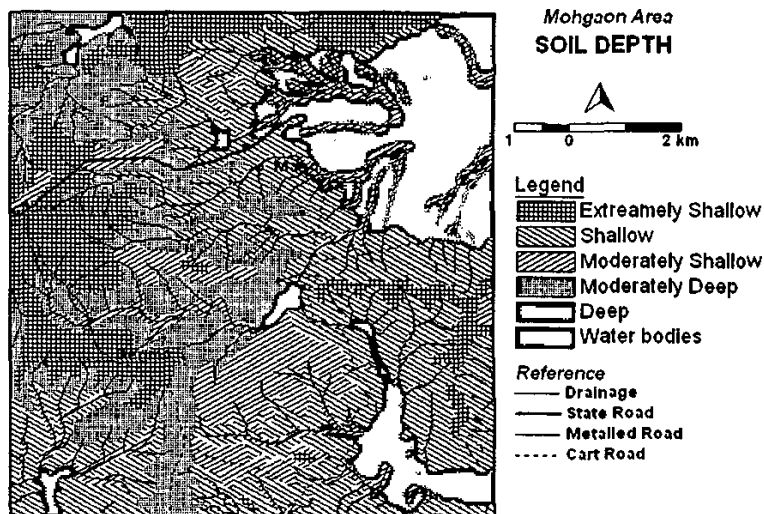 Mohgaon Area
SOIL DEPTH
1 0 2 km
Legend
Extreamely Shallow
Shallow
Moderately Shallow
Moderately Deep
Deep
Water bodies
Reference
Drainage
State Road
Metalled Road
Cart Road